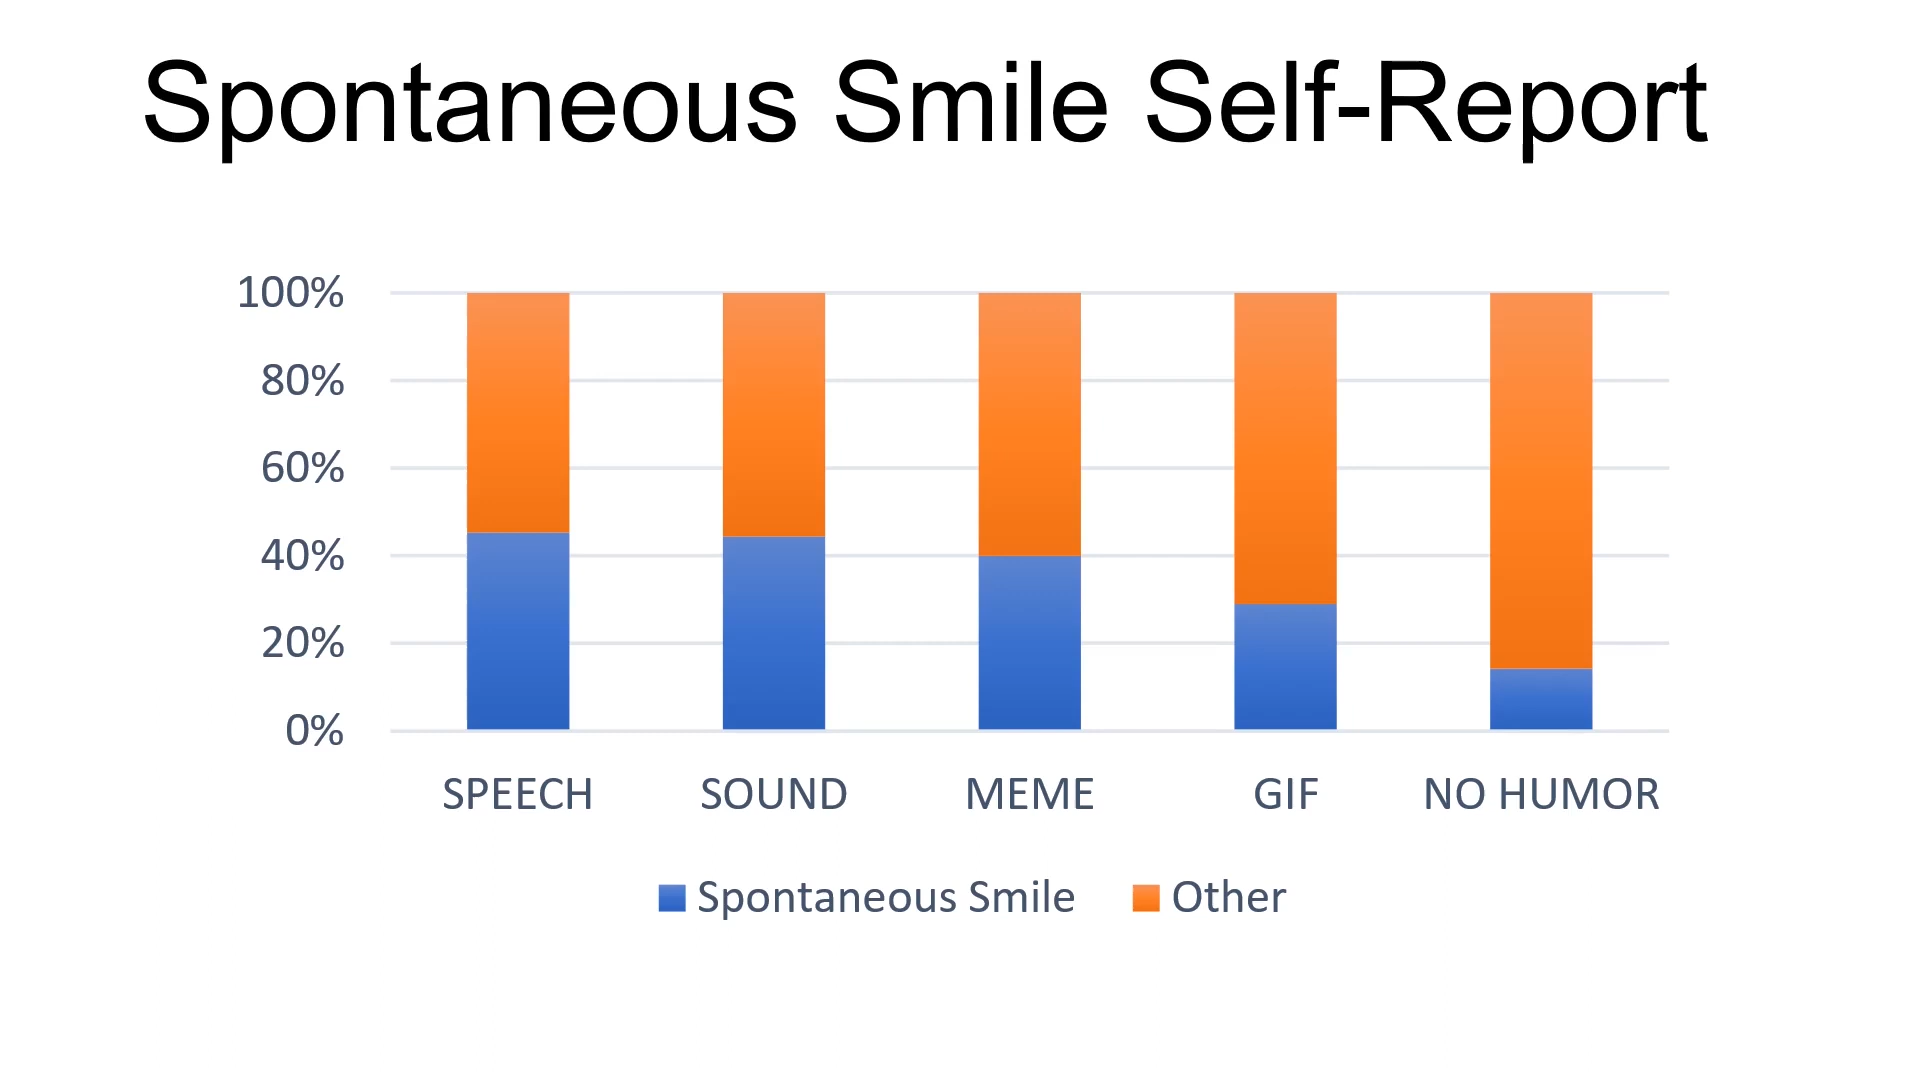 Spontaneous Smile Self-Report
100%
80%
60%
40%
20%
0%
SPEECH SOUND MEME GIF NO HUMOR
Spontaneous Smile Other